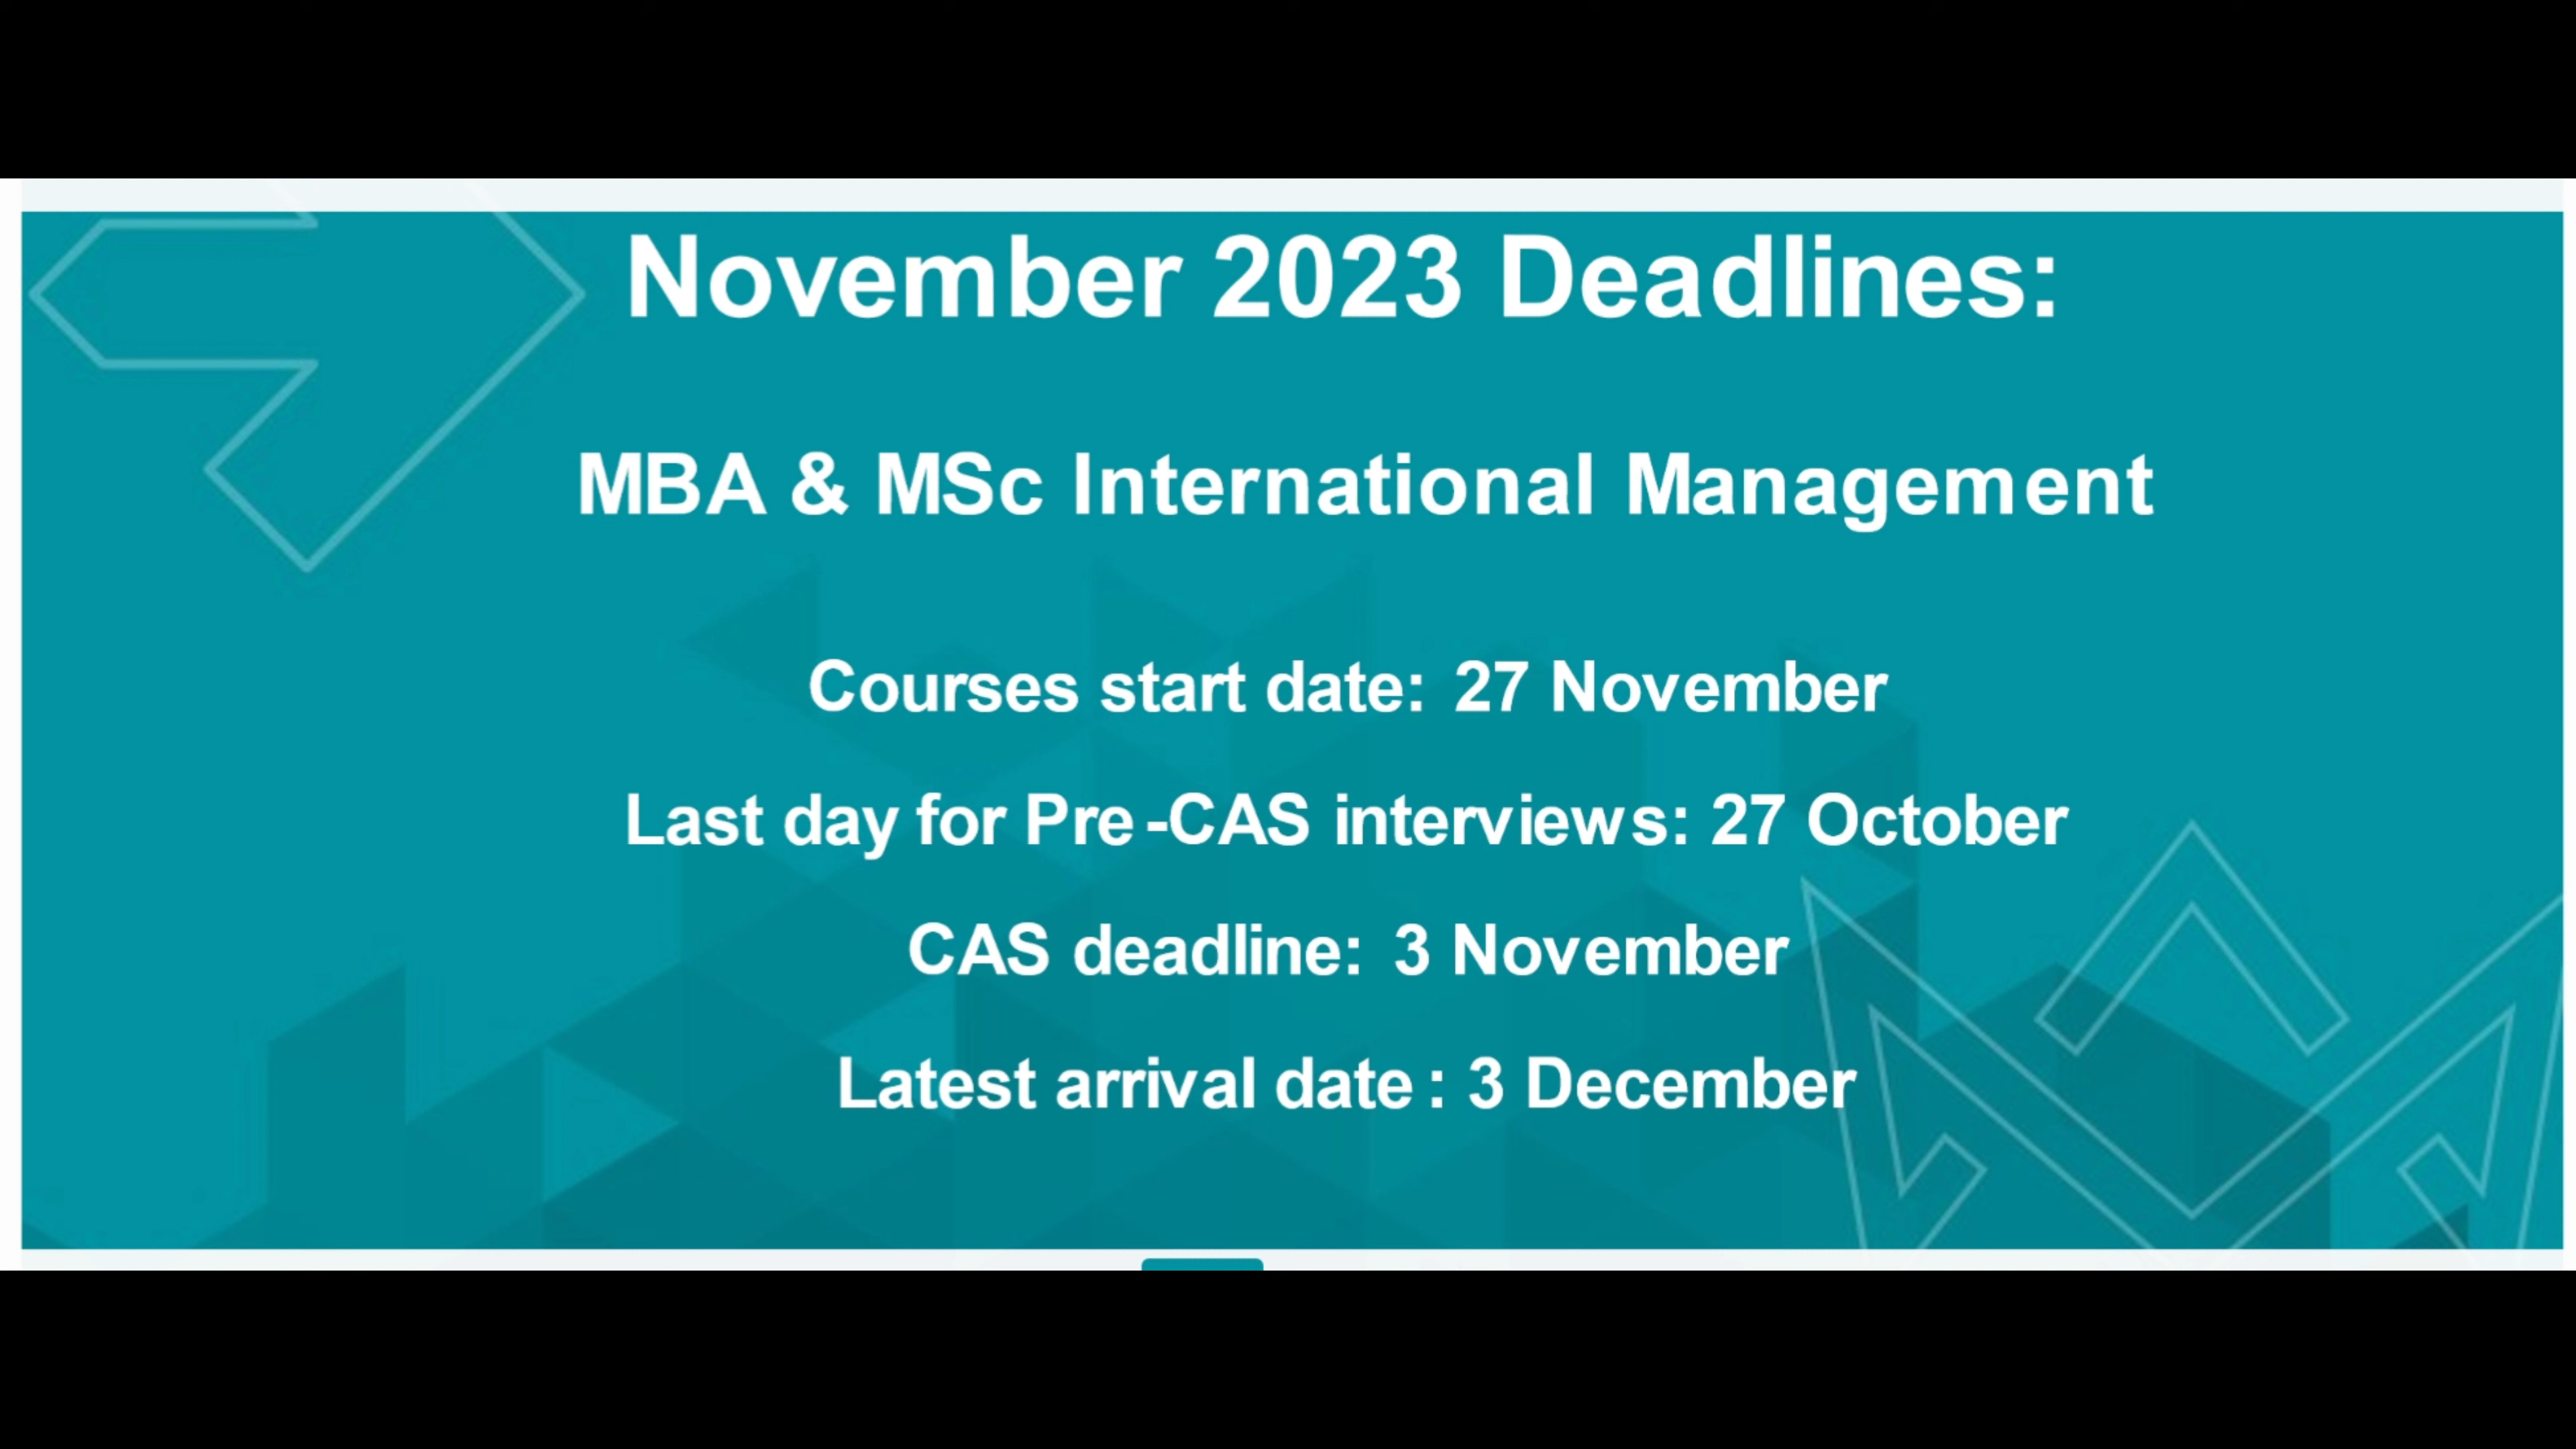 November 2023 Deadlines:
MBA & MSc International Management
Courses start date: 27 November
Last day for Pre-CAS interviews: 27 October
CAS deadline: 3 November
Latest arrival date: 3 December